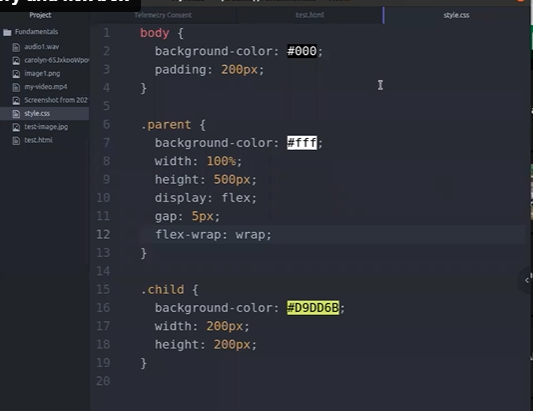 Project
Telemetry Consent
test.html
style.css
Fundamentals
audio1.wav
image1.png
my-video.mp4
Screenshot from 202
style.css
test-image.jpg
test.html
1 body {
2 background-color: #000;
3 padding: 200px;
4 }
5
6 .parent {
7 background-color: #fff;
8 width: 100%;
9 height: 500px;
10 display: flex;
11 gap: 5px;
12 flex-wrap: wrap;
13 }
14
15 .child {
16 background-color: #D9DD6B;
17 width: 200px;
18 height: 200px;
19 }
20